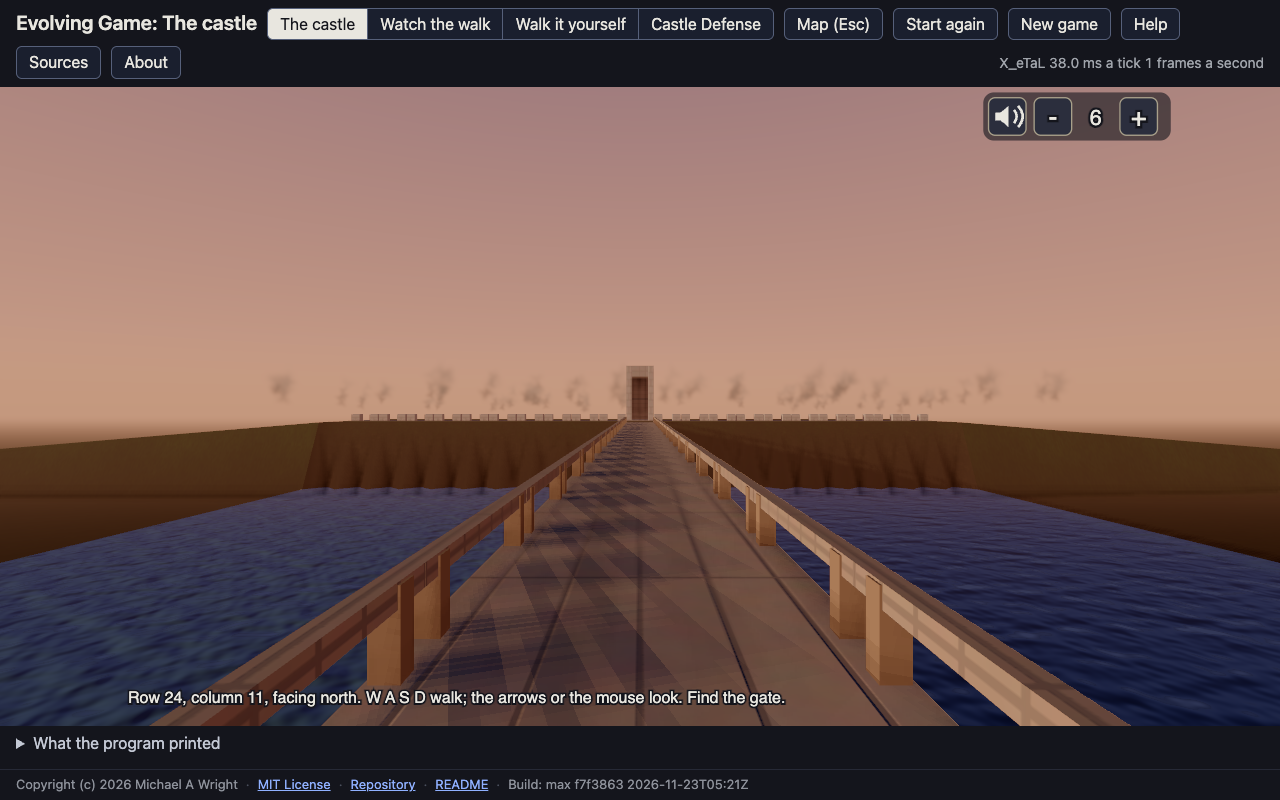 Evolving Game: The castle The castle Watch the walk Walk it yourself Castle Defense Map (Esc) Start again New game Help
Sources About X_eTaL 38.0 ms a tick 1 frames a second
- 6 +
Row 24, column 11, facing north. W A S D walk; the arrows or the mouse look. Find the gate.
What the program printed
Copyright (c) 2026 Michael A Wright · MIT License · Repository · README · Build: max f7f3863 2026-11-23T05:21Z